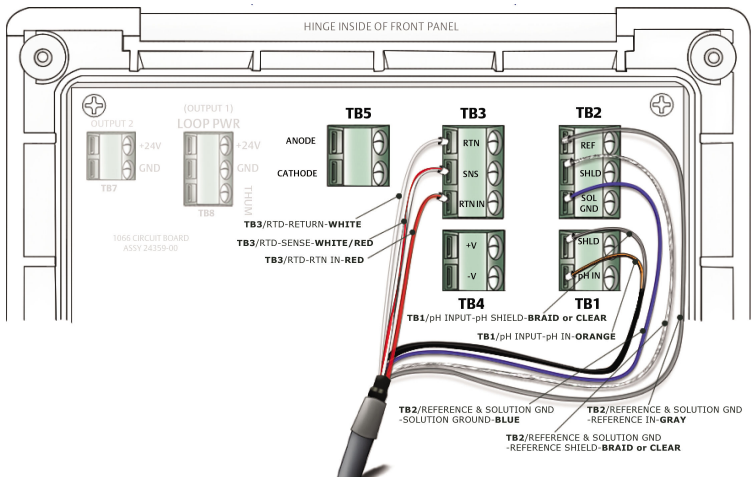 HINGE INSIDE OF FRONT PANEL
OUTPUT 2
+24V
GND
TB7
(OUTPUT 1)
LOOP PWR
+24V
GND
THUM
TB8
TB5
ANODE
CATHODE
TB3
RTN
SNS
RTN IN
TB2
REF
SHLD
SOL
GND
TB3/RTD-RETURN-WHITE
TB3/RTD-SENSE-WHITE/RED
TB3/RTD-RTN IN-RED
1066 CIRCUIT BOARD
ASSY 24359-00
+V
-V
TB4
SHLD
pH IN
TB1
TB1/pH INPUT-pH SHIELD-BRAID or CLEAR
TB1/pH INPUT-pH IN-ORANGE
TB2/REFERENCE & SOLUTION GND
-SOLUTION GROUND-BLUE
TB2/REFERENCE & SOLUTION GND
-REFERENCE IN-GRAY
TB2/REFERENCE & SOLUTION GND
-REFERENCE SHIELD-BRAID or CLEAR